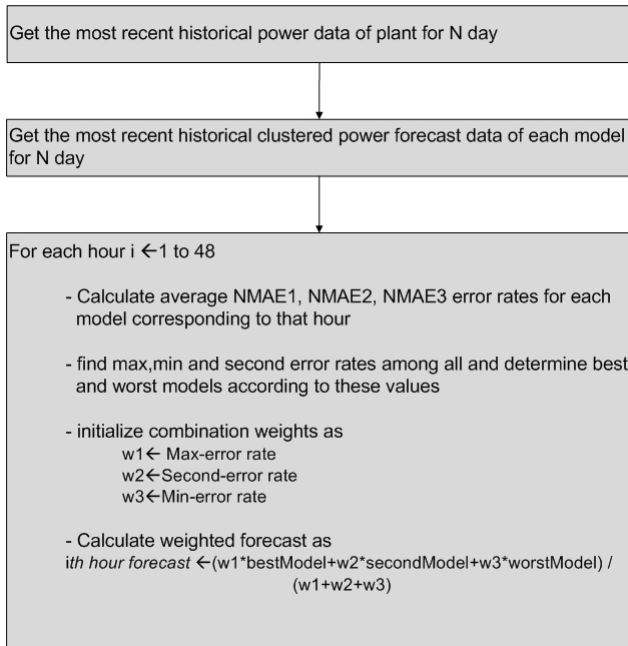 Get the most recent historical power data of plant for N day
Get the most recent historical clustered power forecast data of each model
for N day
For each hour i ←1 to 48
- Calculate average NMAE1, NMAE2, NMAE3 error rates for each
model corresponding to that hour
- find max,min and second error rates among all and determine best
and worst models according to these values
- initialize combination weights as
w1← Max-error rate
w2←Second-error rate
w3←Min-error rate
- Calculate weighted forecast as
ith hour forecast ←(w1*bestModel+w2*secondModel+w3*worstModel) /
(w1+w2+w3)